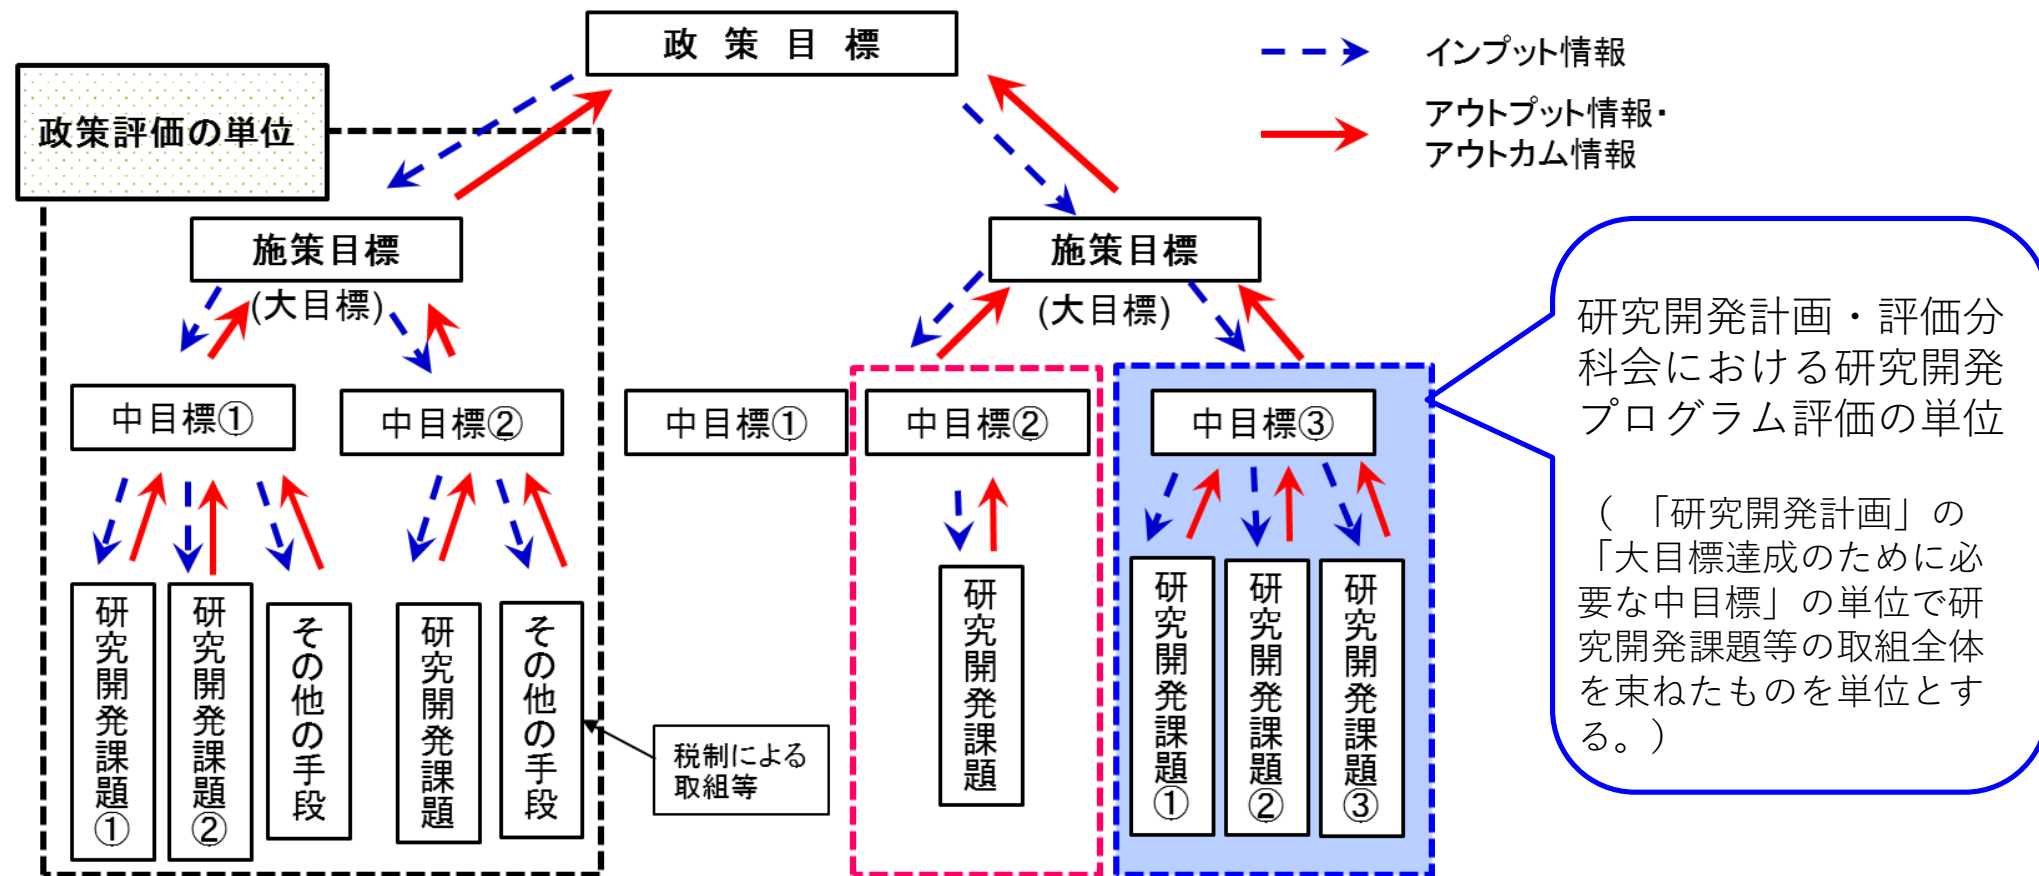 政策目標
インプット情報
アウトプット情報・
アウトカム情報
政策評価の単位
施策目標
(大目標)
施策目標
(大目標)
中目標①
中目標②
中目標①
中目標②
中目標③
研究開発課題①
研究開発課題②
その他の手段
研究開発課題
その他の手段
税制による
取組等
研究開発課題
研究開発課題①
研究開発課題②
研究開発課題③
研究開発計画・評価分
科会における研究開発
プログラム評価の単位
（ 「研究開発計画」の
「大目標達成のために必
要な中目標」の単位で研
究開発課題等の取組全体
を束ねたものを単位とす
る。）